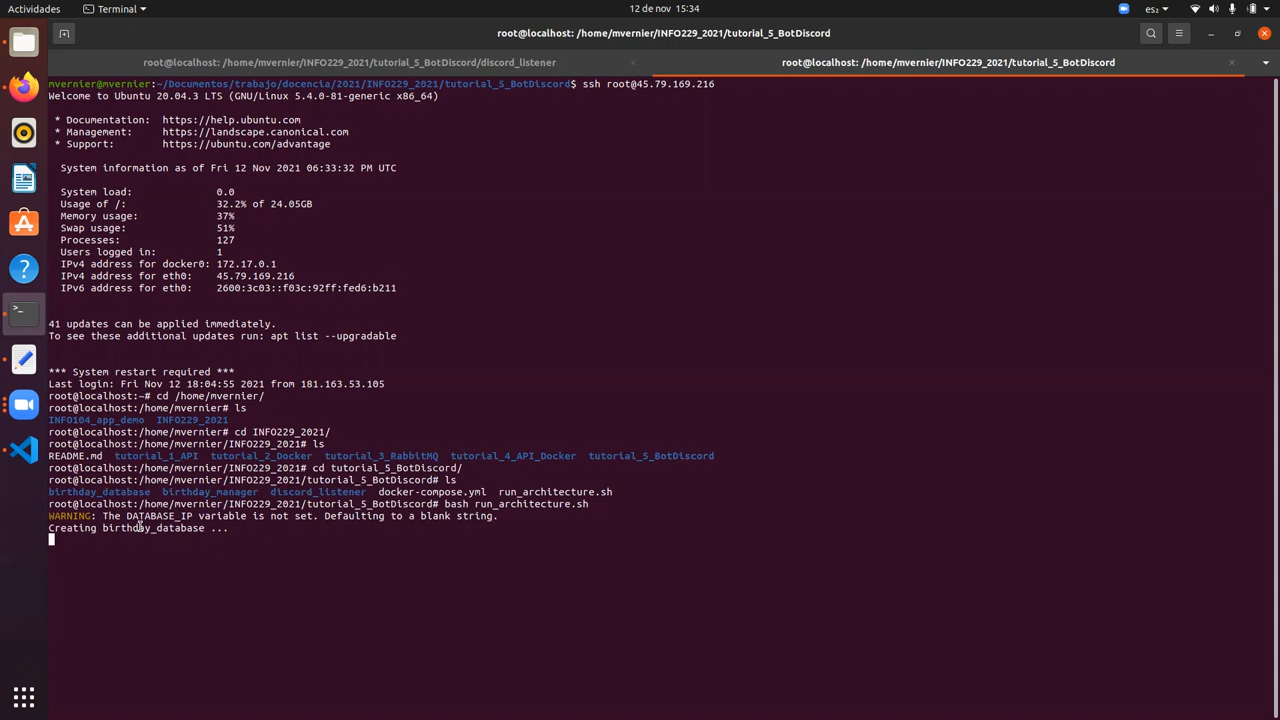 Actividades
Terminal
12 de nov 15:34
es₂
root@localhost: /home/mvernier/INFO229_2021/tutorial_5_BotDiscord
root@localhost: /home/mvernier/INFO229_2021/tutorial_5_BotDiscord/discord_listener
root@localhost: /home/mvernier/INFO229_2021/tutorial_5_BotDiscord
mvernier@mvernier:~/Documentos/trabajo/docencia/2021/INFO229_2021/tutorial_5_BotDiscord$ ssh root@45.79.169.216
Welcome to Ubuntu 20.04.3 LTS (GNU/Linux 5.4.0-81-generic x86_64)
* Documentation: https://help.ubuntu.com
* Management: https://landscape.canonical.com
* Support: https://ubuntu.com/advantage
System information as of Fri 12 Nov 2021 06:33:32 PM UTC
System load: 0.0
Usage of /: 32.2% of 24.05GB
Memory usage: 37%
Swap usage: 51%
Processes: 127
Users logged in: 1
IPv4 address for docker0: 172.17.0.1
IPv4 address for eth0: 45.79.169.216
IPv6 address for eth0: 2600:3c03::f03c:92ff:fed6:b211
41 updates can be applied immediately.
To see these additional updates run: apt list --upgradable
*** System restart required ***
Last login: Fri Nov 12 18:04:55 2021 from 181.163.53.105
root@localhost:~# cd /home/mvernier/
root@localhost:/home/mvernier# ls
INFO104_app_demo INFO229_2021
root@localhost:/home/mvernier# cd INFO229_2021/
root@localhost:/home/mvernier/INFO229_2021# ls
README.md tutorial_1_API tutorial_2_Docker tutorial_3_RabbitMQ tutorial_4_API_Docker tutorial_5_BotDiscord
root@localhost:/home/mvernier/INFO229_2021# cd tutorial_5_BotDiscord/
root@localhost:/home/mvernier/INFO229_2021/tutorial_5_BotDiscord# ls
birthday_database birthday_manager discord_listener docker-compose.yml run_architecture.sh
root@localhost:/home/mvernier/INFO229_2021/tutorial_5_BotDiscord# bash run_architecture.sh
WARNING: The DATABASE_IP variable is not set. Defaulting to a blank string.
Creating birthday_database ...